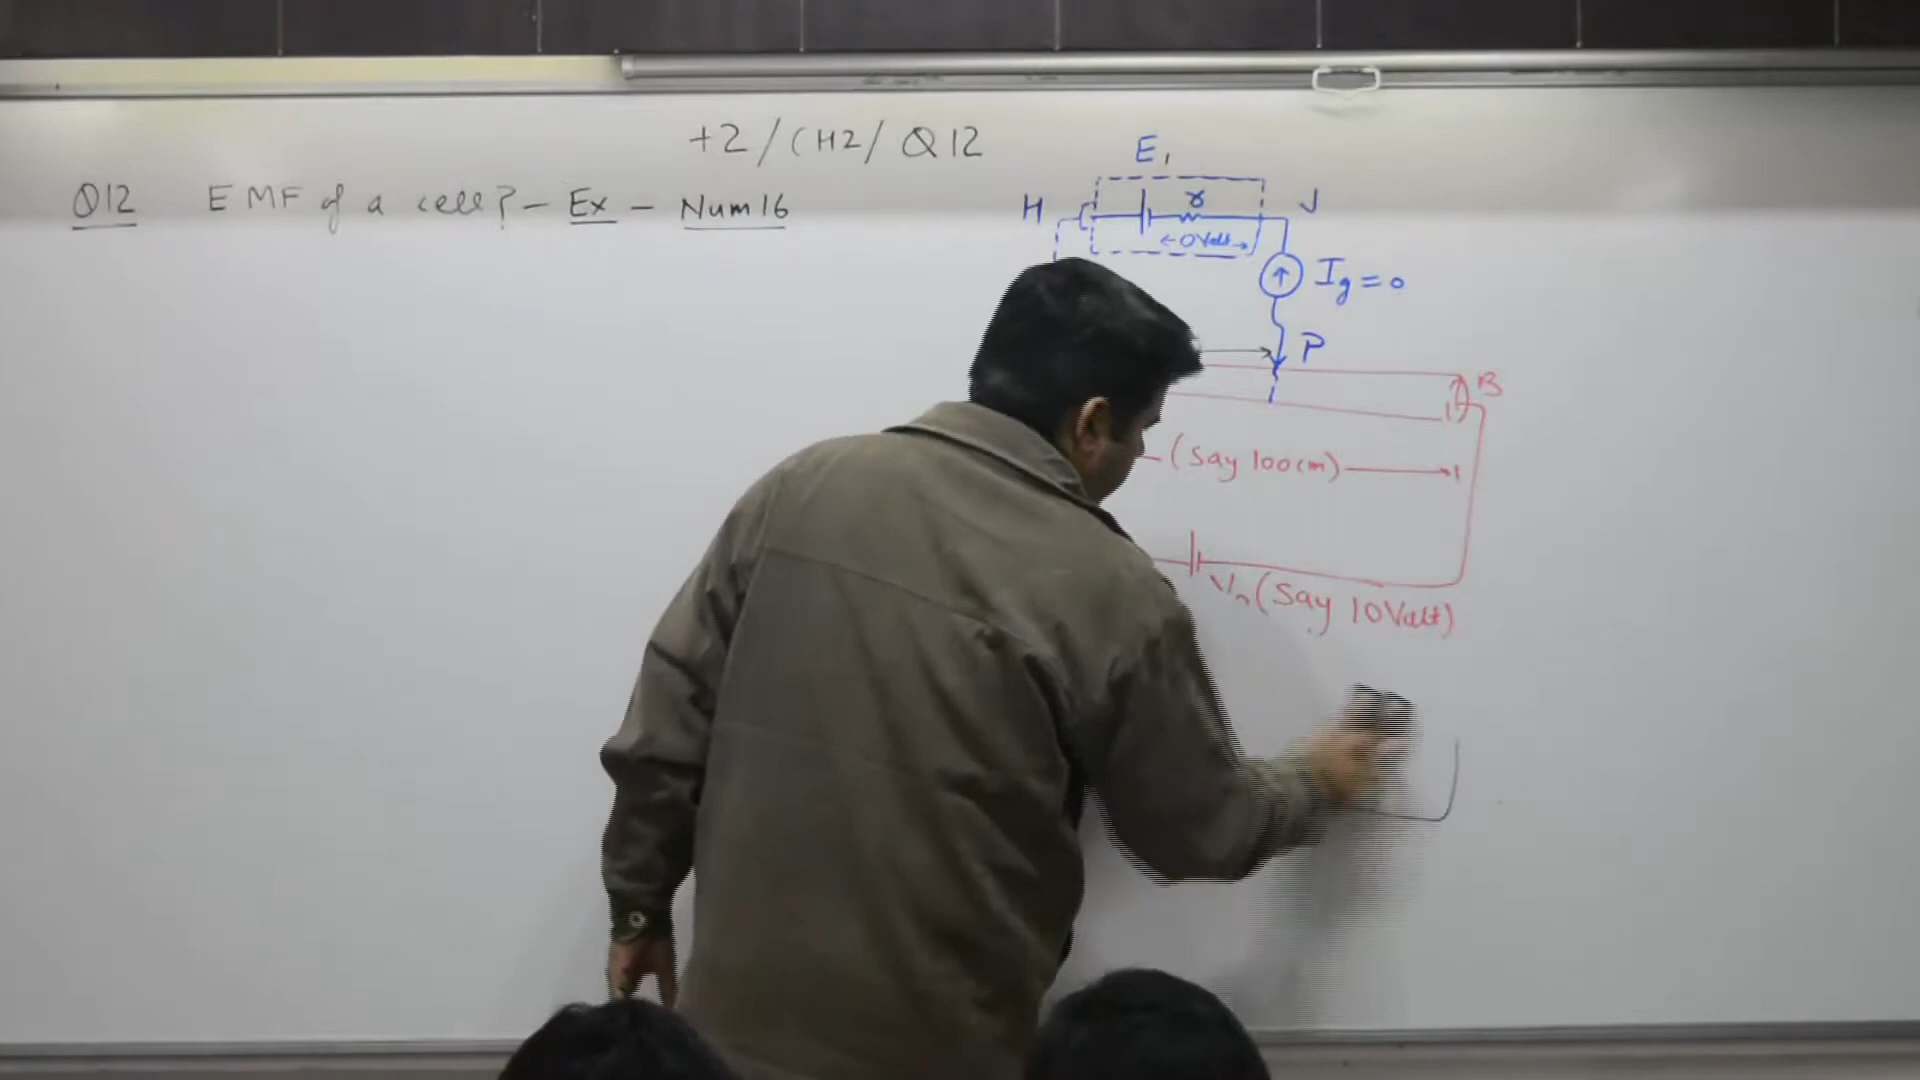 +2/CH2/Q12
Q12 EMF of a cell? - Ex - Num16
E1
H
r
J
←0Volt→
Ig=0
P
B
(Say 100cm)
(Say 10Volt)